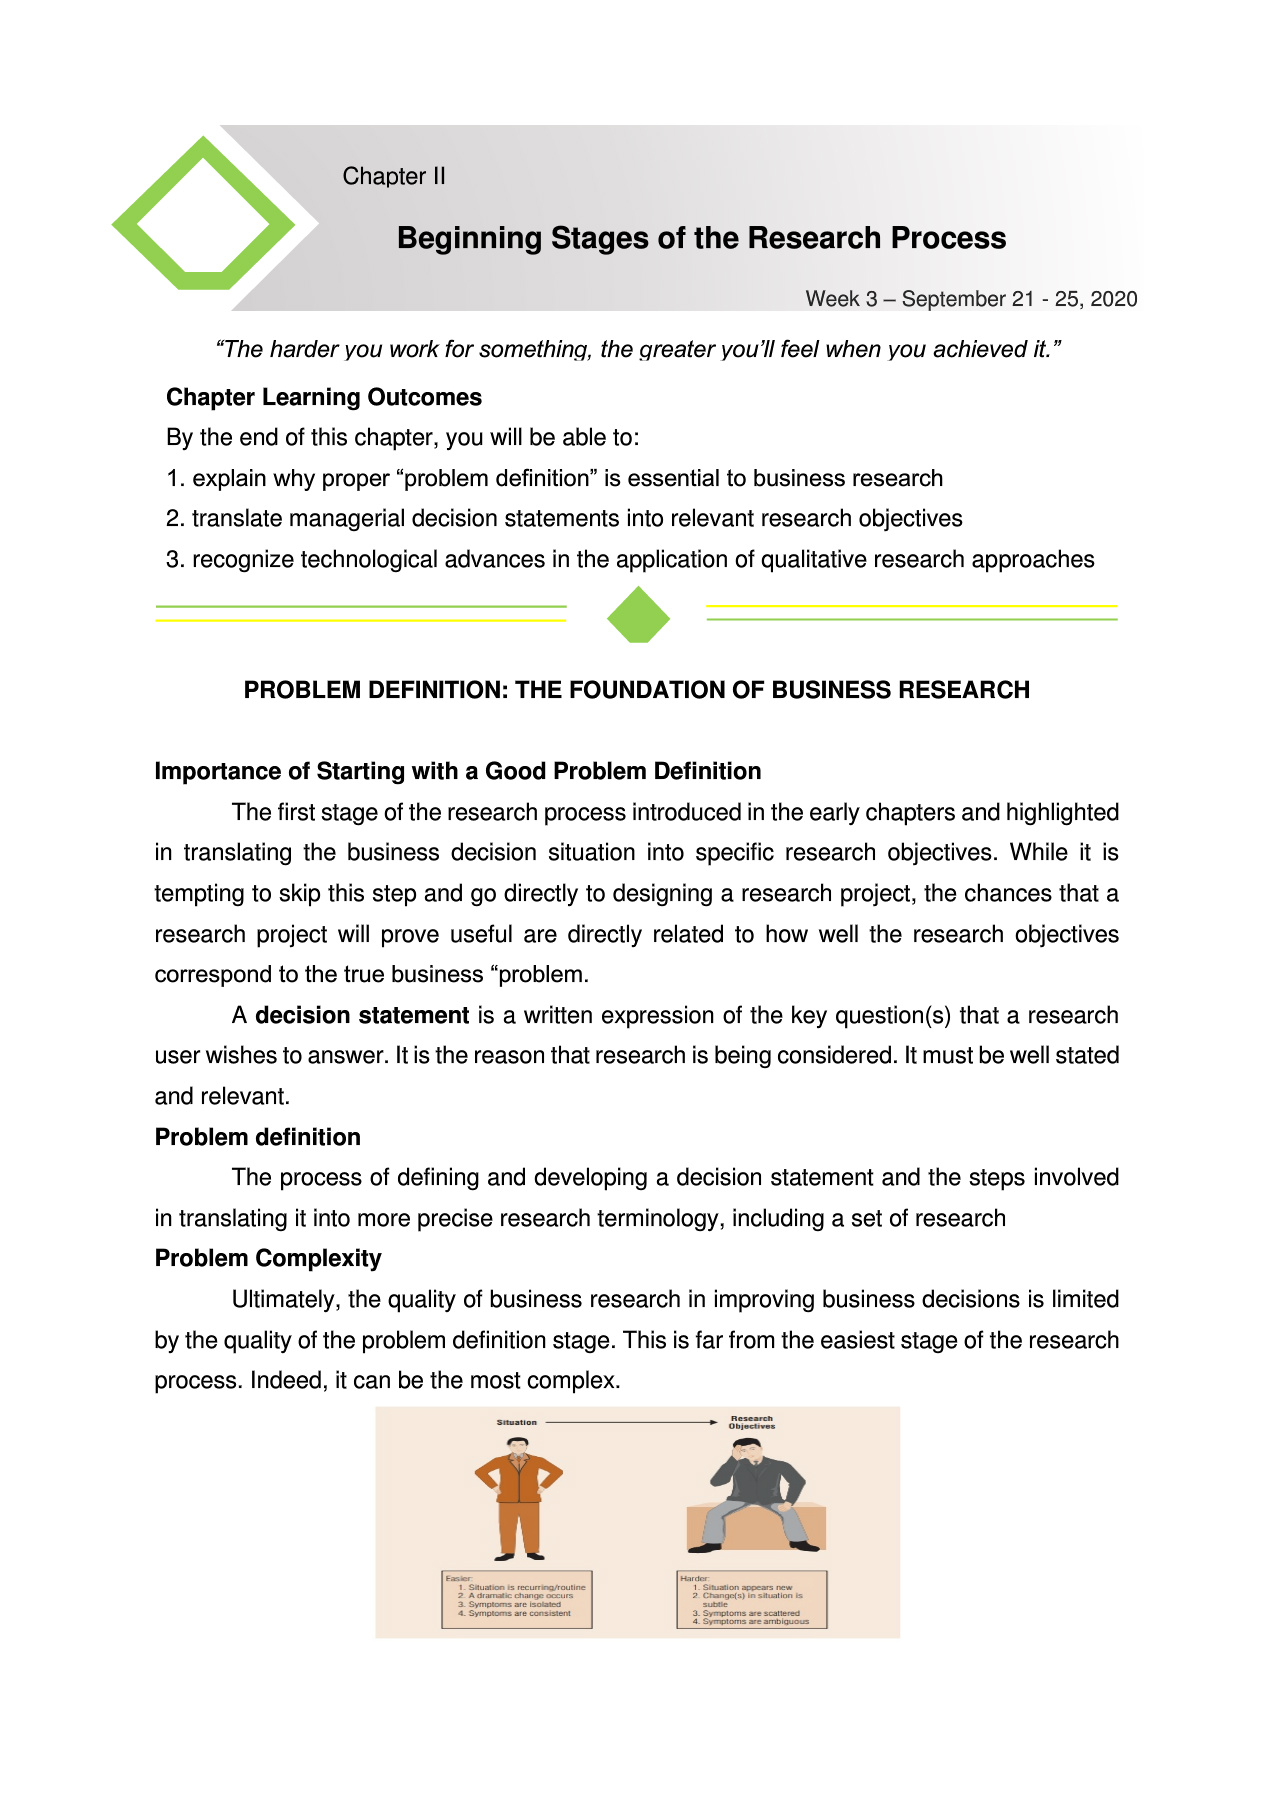 Chapter II
Beginning Stages of the Research Process
Week 3 – September 21 - 25, 2020
“The harder you work for something, the greater you’ll feel when you achieved it.”
Chapter Learning Outcomes
By the end of this chapter, you will be able to:
1. explain why proper “problem definition” is essential to business research
2. translate managerial decision statements into relevant research objectives
3. recognize technological advances in the application of qualitative research approaches
PROBLEM DEFINITION: THE FOUNDATION OF BUSINESS RESEARCH
Importance of Starting with a Good Problem Definition
The first stage of the research process introduced in the early chapters and highlighted
in translating the business decision situation into specific research objectives. While it is
tempting to skip this step and go directly to designing a research project, the chances that a
research project will prove useful are directly related to how well the research objectives
correspond to the true business “problem.
A decision statement is a written expression of the key question(s) that a research
user wishes to answer. It is the reason that research is being considered. It must be well stated
and relevant.
Problem definition
The process of defining and developing a decision statement and the steps involved
in translating it into more precise research terminology, including a set of research
Problem Complexity
Ultimately, the quality of business research in improving business decisions is limited
by the quality of the problem definition stage. This is far from the easiest stage of the research
process. Indeed, it can be the most complex.
Situation
Research
Objectives
Easier:
1. Situation is recurring/routine
2. A dramatic change occurs
3. Symptoms are isolated
4. Symptoms are consistent
Harder:
1. Situation appears new
2. Change(s) in situation is
subtle
3. Symptoms are scattered
4. Symptoms are ambiguous